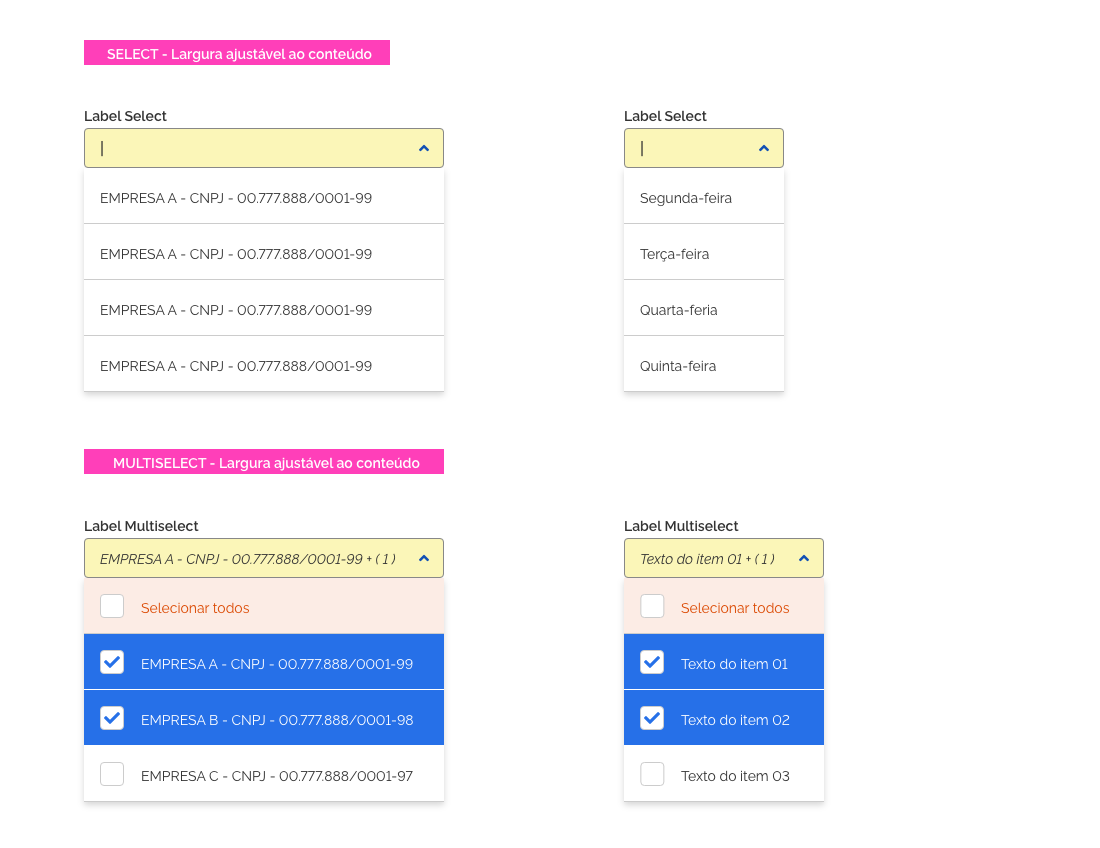 SELECT - Largura ajustável ao conteúdo
Label Select
EMPRESA A - CNPJ - 00.777.888/0001-99
EMPRESA A - CNPJ - 00.777.888/0001-99
EMPRESA A - CNPJ - 00.777.888/0001-99
EMPRESA A - CNPJ - 00.777.888/0001-99
Label Select
Segunda-feira
Terça-feira
Quarta-feria
Quinta-feira
MULTISELECT - Largura ajustável ao conteúdo
Label Multiselect
EMPRESA A - CNPJ - 00.777.888/0001-99 + ( 1 )
Selecionar todos
EMPRESA A - CNPJ - 00.777.888/0001-99
EMPRESA B - CNPJ - 00.777.888/0001-98
EMPRESA C - CNPJ - 00.777.888/0001-97
Label Multiselect
Texto do item 01 + ( 1 )
Selecionar todos
Texto do item 01
Texto do item 02
Texto do item 03